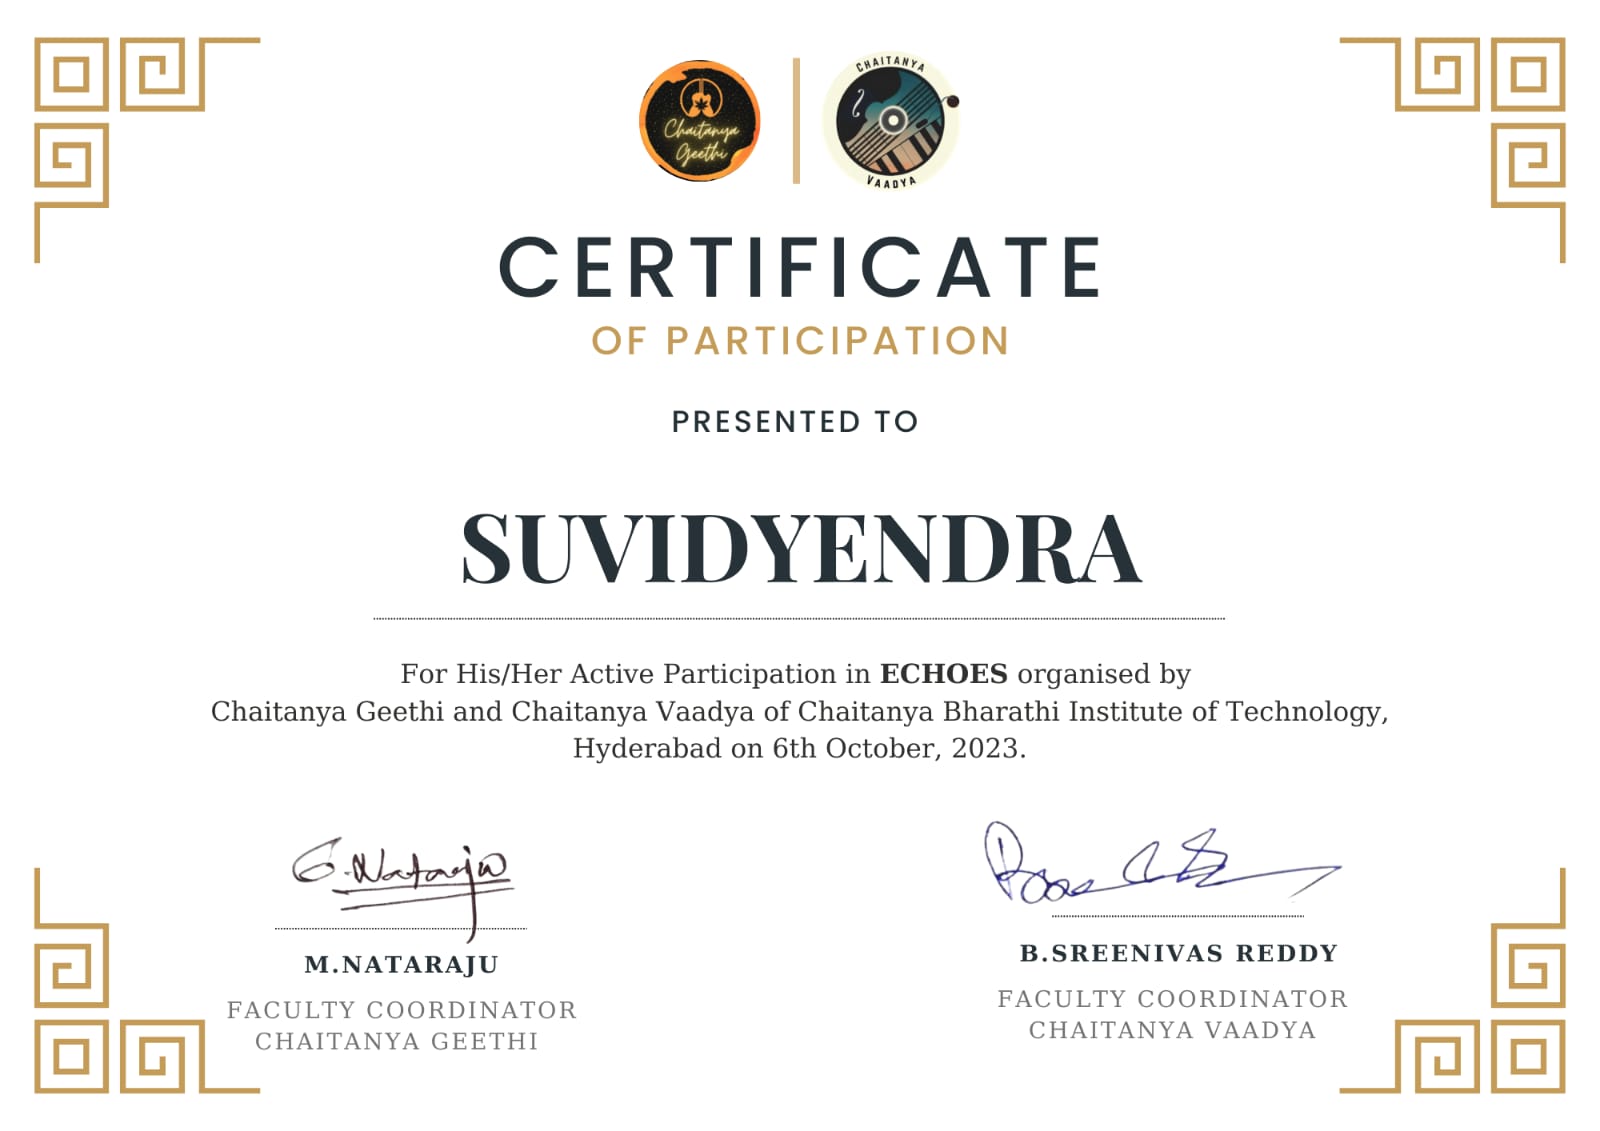 Chaitanya
Geethi
CHAITANYA
VAADYA
CERTIFICATE
OF PARTICIPATION
PRESENTED TO
SUVIDYENDRA
For His/Her Active Participation in ECHOES organised by
Chaitanya Geethi and Chaitanya Vaadya of Chaitanya Bharathi Institute of Technology,
Hyderabad on 6th October, 2023.
G.Nataraju
M.NATARAJU
FACULTY COORDINATOR
CHAITANYA GEETHI
B.SREENIVAS REDDY
FACULTY COORDINATOR
CHAITANYA VAADYA